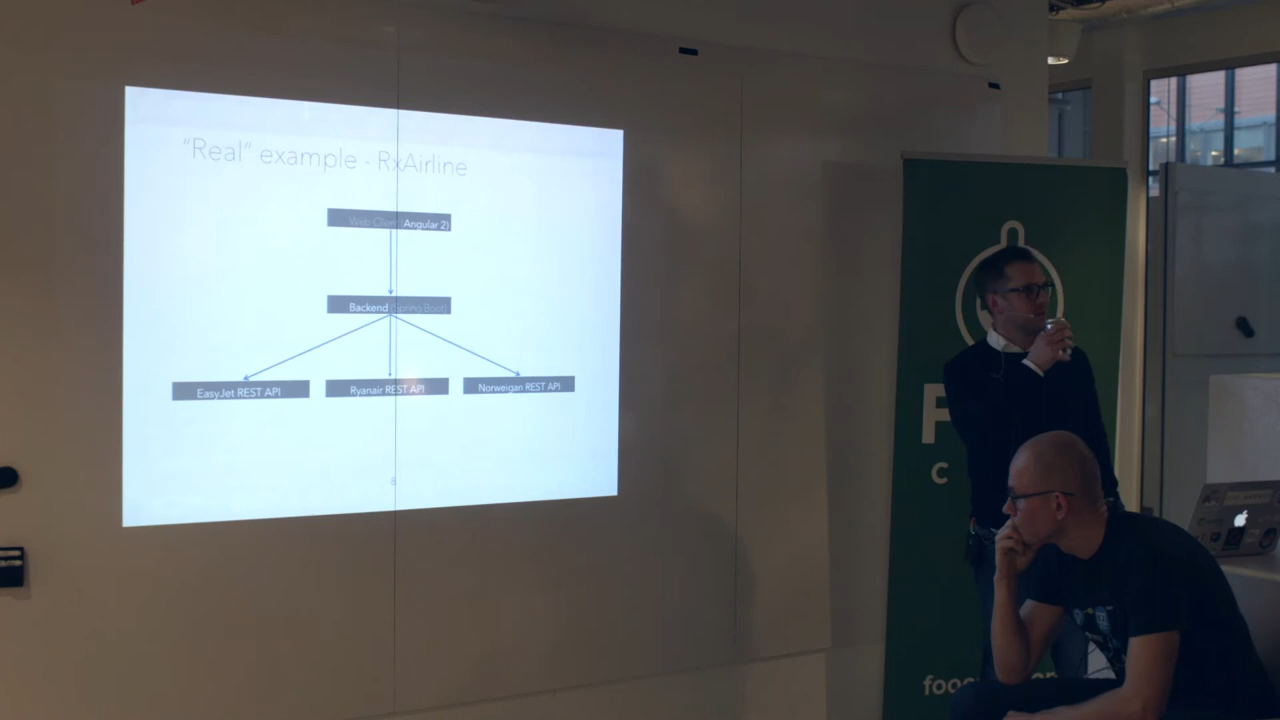 “Real” example - RxAirline
Web Client (Angular 2)
Backend (Spring Boot)
EasyJet REST API
Ryanair REST API
Norweigan REST API
8
F
C